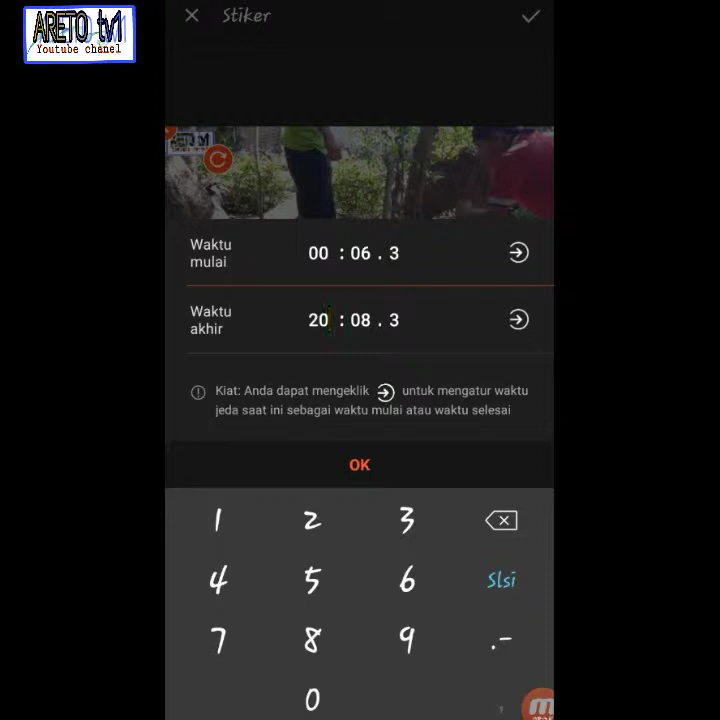 ARETO tv1
Youtube chanel
Stiker
Waktu
mulai
00 : 06 . 3
Waktu
akhir
20 : 08 . 3
Kiat: Anda dapat mengeklik untuk mengatur waktu
jeda saat ini sebagai waktu mulai atau waktu selesai
OK
1 2 3
4 5 6 Slsi
7 8 9 .-
0 ,